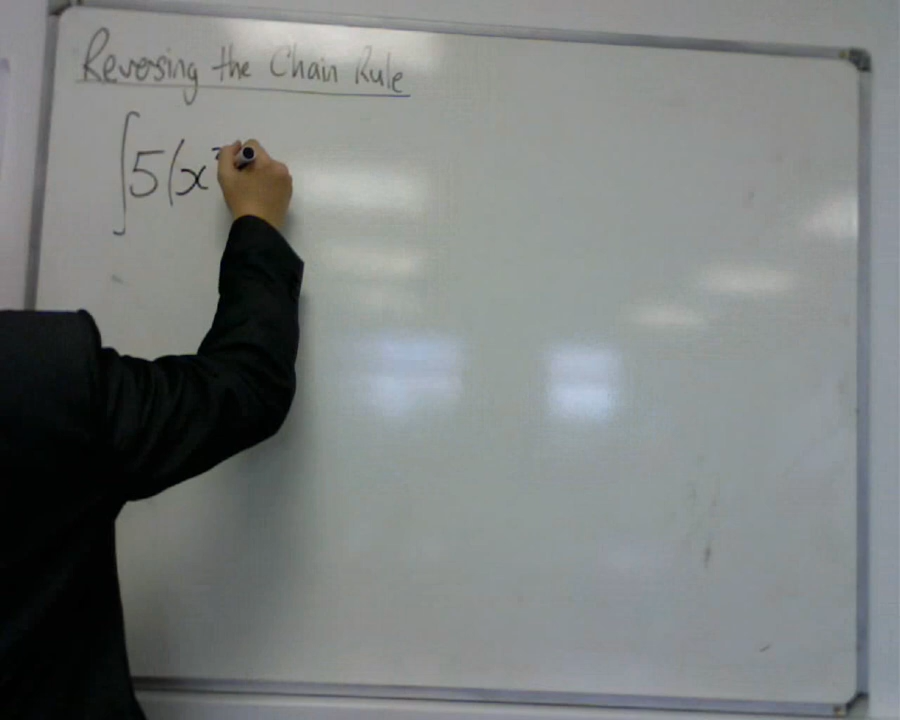 Reversing the Chain Rule
∫5(x